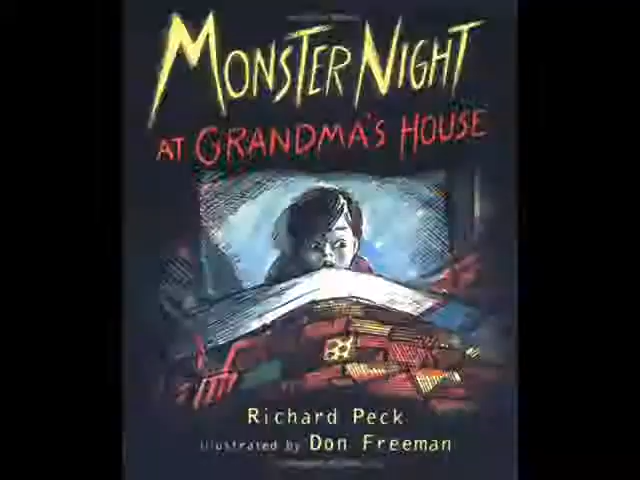 MONSTER NIGHT
AT GRANDMA'S HOUSE
Richard Peck
illustrated by Don Freeman